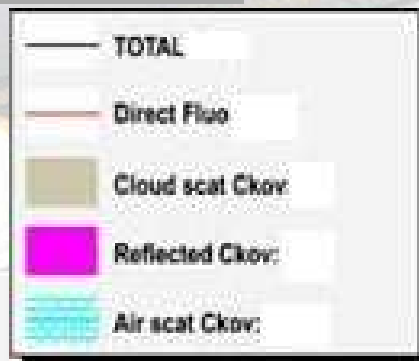 TOTAL
Direct Fluo
Cloud scat Ckov
Reflected Ckov:
Air scat Ckov: